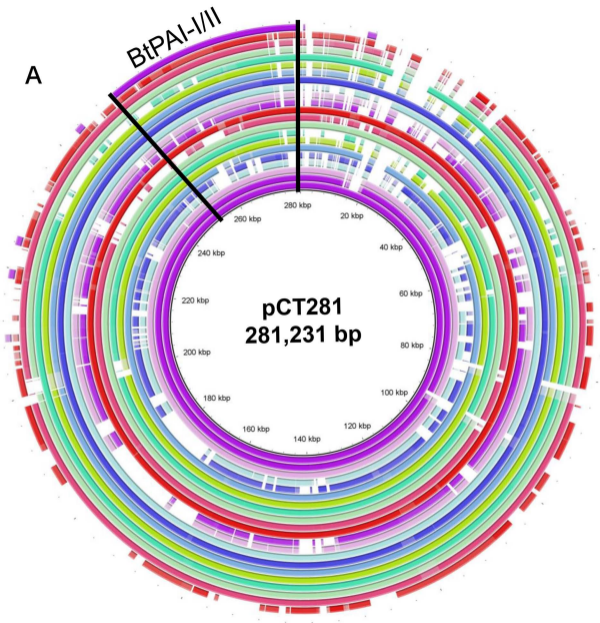 BtPAI-I/II
A
280 kbp
20 kbp
40 kbp
60 kbp
80 kbp
100 kbp
120 kbp
140 kbp
160 kbp
180 kbp
200 kbp
220 kbp
240 kbp
260 kbp
pCT281
281,231 bp